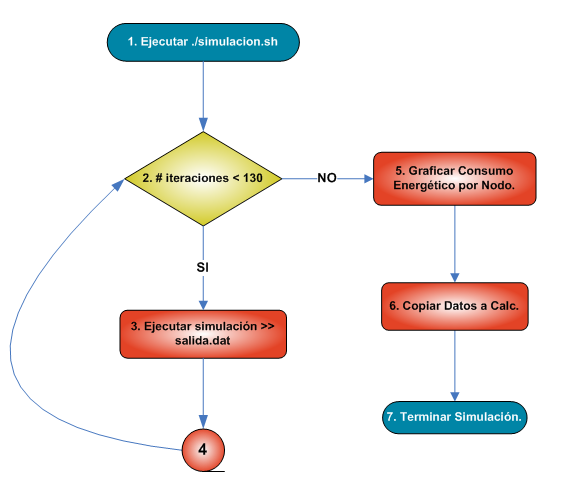 1. Ejecutar ./simulacion.sh
2. # iteraciones < 130
NO
5. Graficar Consumo
Energético por Nodo.
SI
3. Ejecutar simulación >>
salida.dat
6. Copiar Datos a Calc.
4
7. Terminar Simulación.